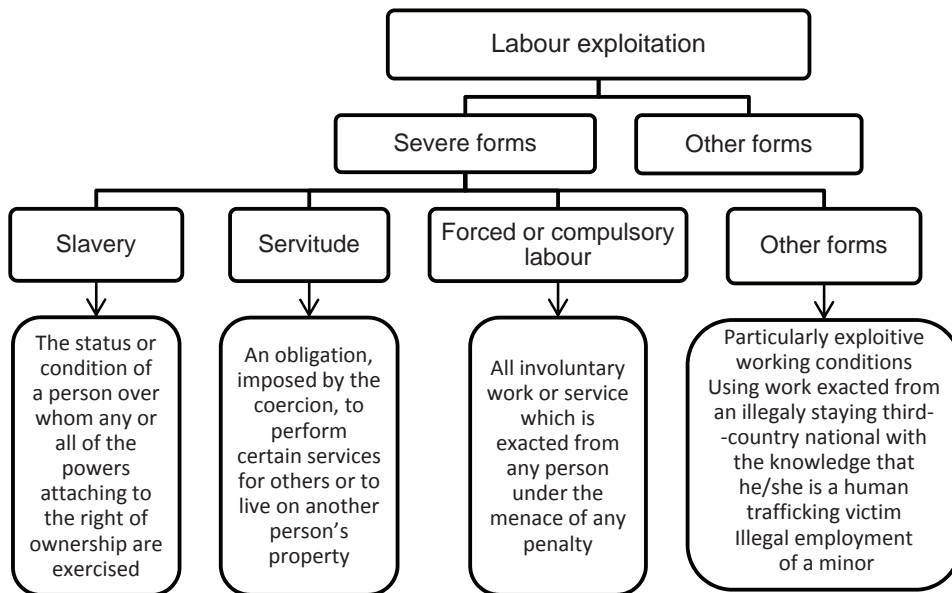 Labour exploitation
Severe forms
Other forms
Slavery
Servitude
Forced or compulsory
labour
Other forms
The status or
condition of
a person over
whom any or
all of the
powers
attaching to
the right of
ownership are
exercised
An obligation,
imposed by the
coercion, to
perform
certain services
for others or to
live on another
person’s
property
All involuntary
work or service
which is
exacted from
any person
under the
menace of any
penalty
Particularly exploitive
working conditions
Using work exacted from
an illegaly staying third-
-country national with
the knowledge that
he/she is a human
trafficking victim
Illegal employment
of a minor